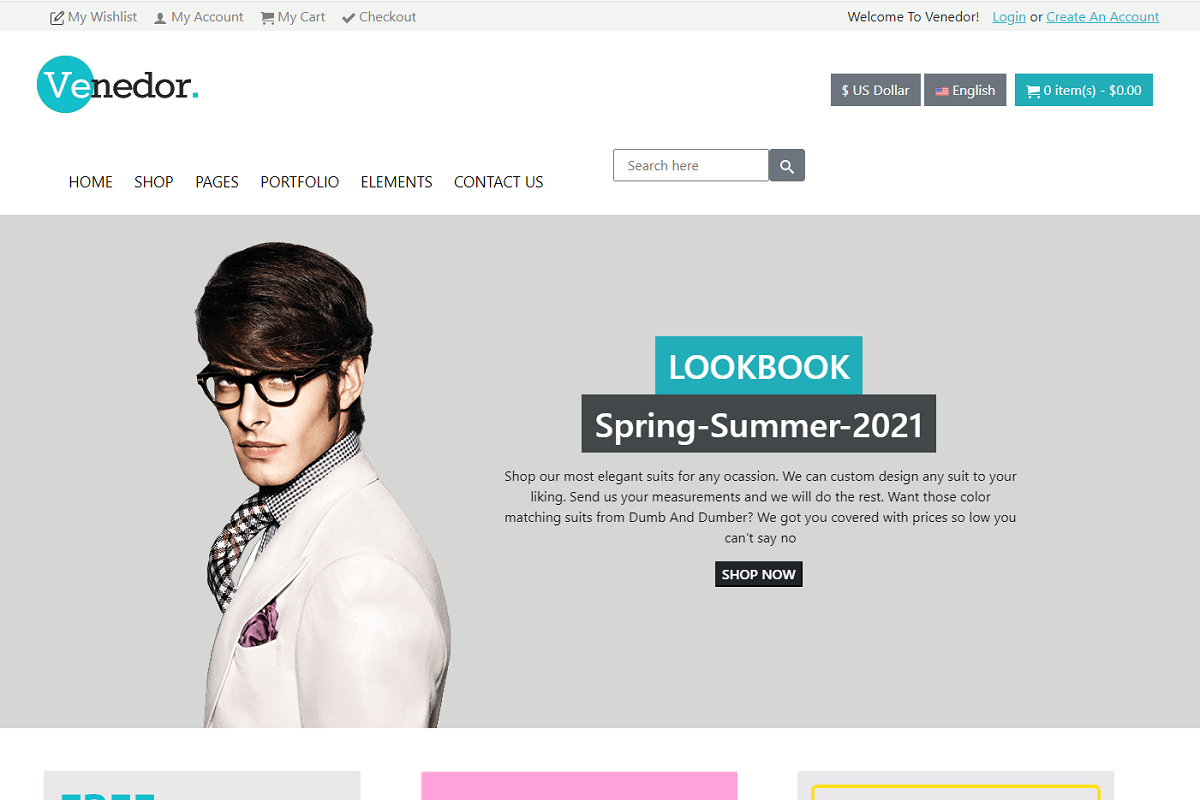 My Wishlist My Account My Cart Checkout Welcome To Venedor! Login or Create An Account
Venedor.
$ US Dollar English 0 item(s) - $0.00
Search here
HOME SHOP PAGES PORTFOLIO ELEMENTS CONTACT US
LOOKBOOK
Spring-Summer-2021
Shop our most elegant suits for any ocassion. We can custom design any suit to your
liking. Send us your measurements and we will do the rest. Want those color
matching suits from Dumb And Dumber? We got you covered with prices so low you
can't say no
SHOP NOW